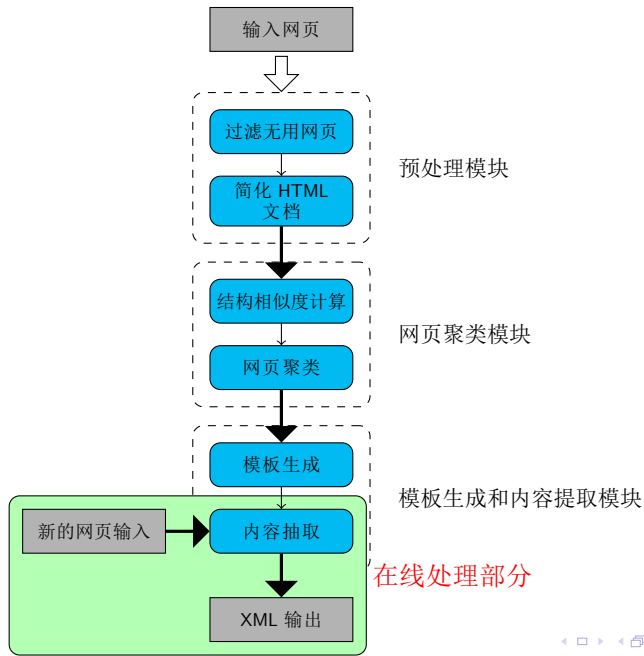 输入网页
过滤无用网页
简化 HTML
文档
预处理模块
结构相似度计算
网页聚类
网页聚类模块
模板生成
模板生成和内容提取模块
新的网页输入
内容抽取
在线处理部分
XML 输出